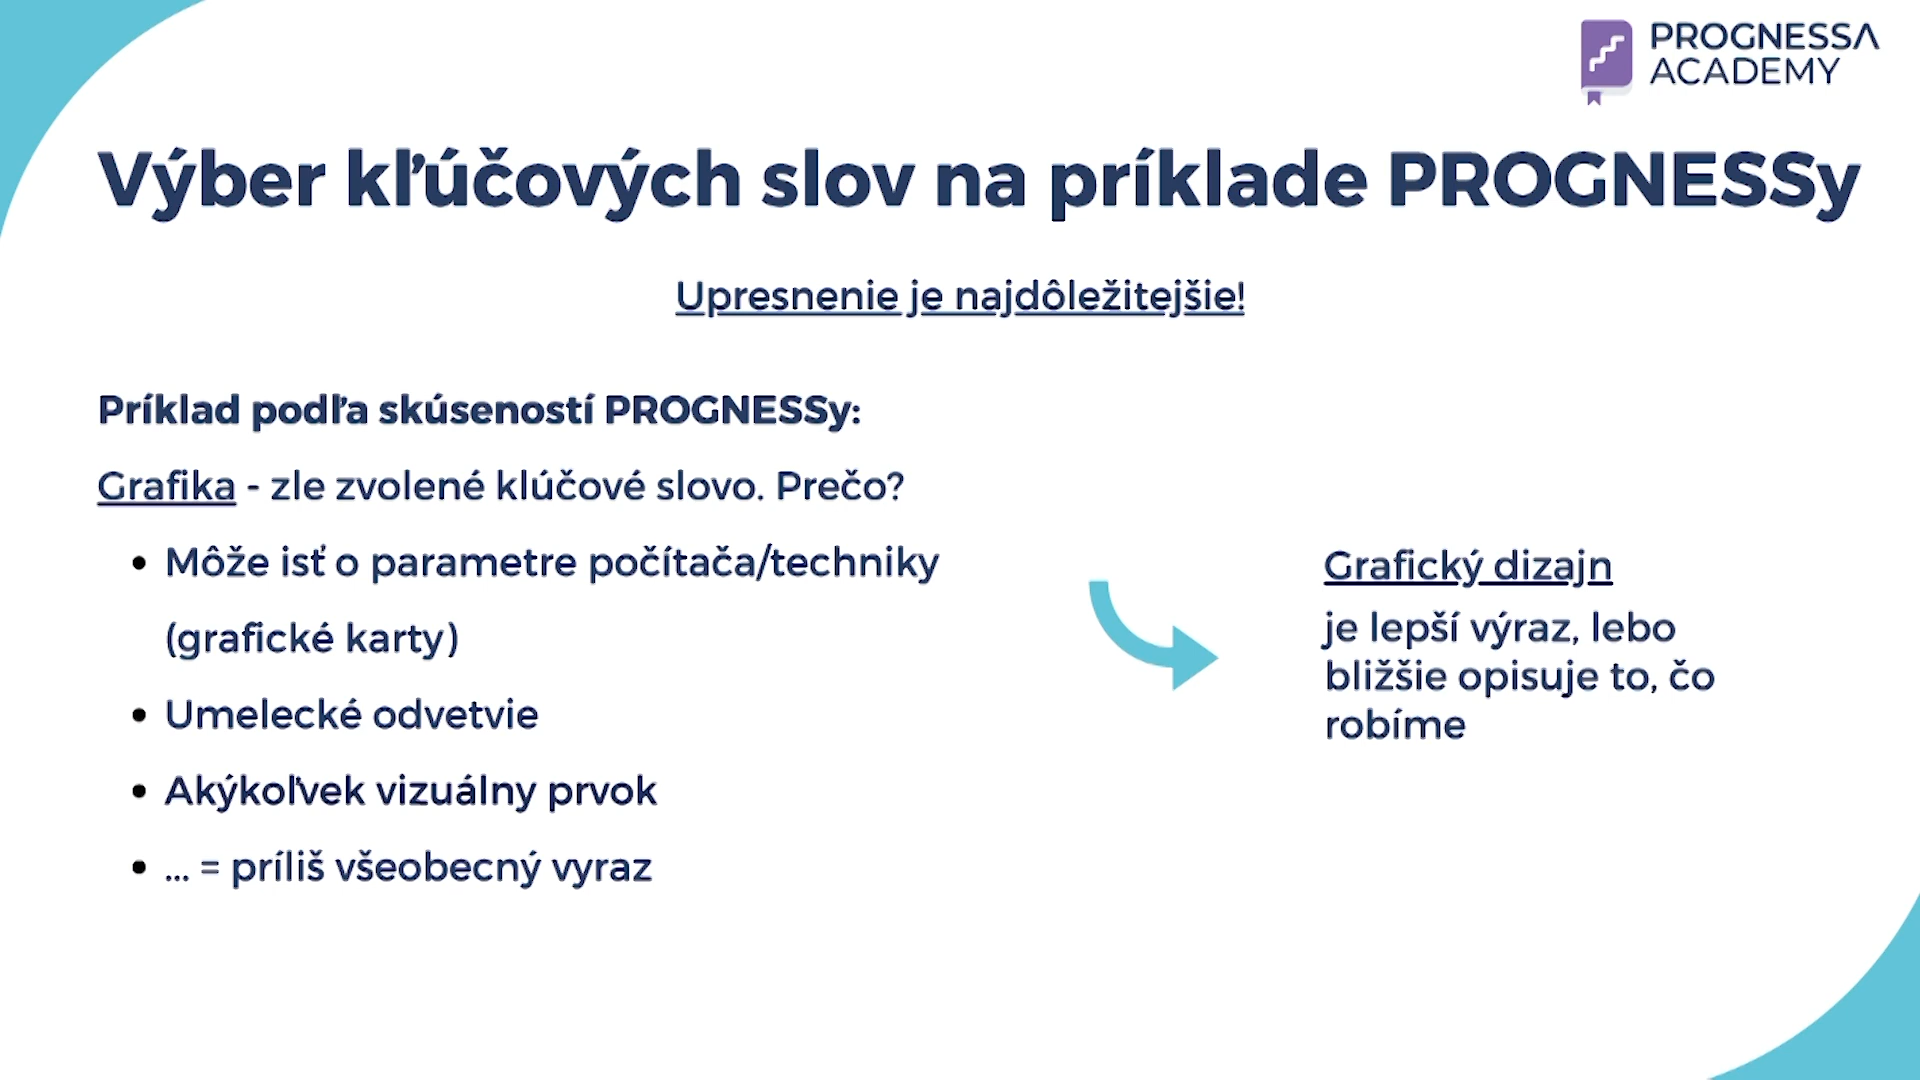 PROGNESSA
ACADEMY
Výber kľúčových slov na príklade PROGNESSy
Upresnenie je najdôležitejšie!
Príklad podľa skúseností PROGNESSy:
Grafika - zle zvolené klúčové slovo. Prečo?
• Môže isť o parametre počítača/techniky
(grafické karty)
• Umelecké odvetvie
• Akýkoľvek vizuálny prvok
• ... = príliš všeobecný vyraz
Grafický dizajn
je lepší výraz, lebo
bližšie opisuje to, čo
robíme